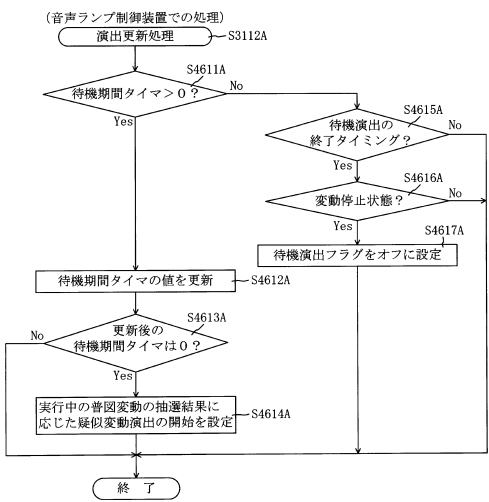 (音声ランプ制御装置での処理)
演出更新処理
S3112A
S4611A
待機期間タイマ>0?
No
Yes
S4615A
待機演出の
終了タイミング?
No
Yes
S4616A
変動停止状態?
No
Yes
S4617A
待機演出フラグをオフに設定
待機期間タイマの値を更新
S4612A
S4613A
更新後の
待機期間タイマは0?
No
Yes
実行中の普図変動の抽選結果に
応じた疑似変動演出の開始を設定
S4614A
終 了